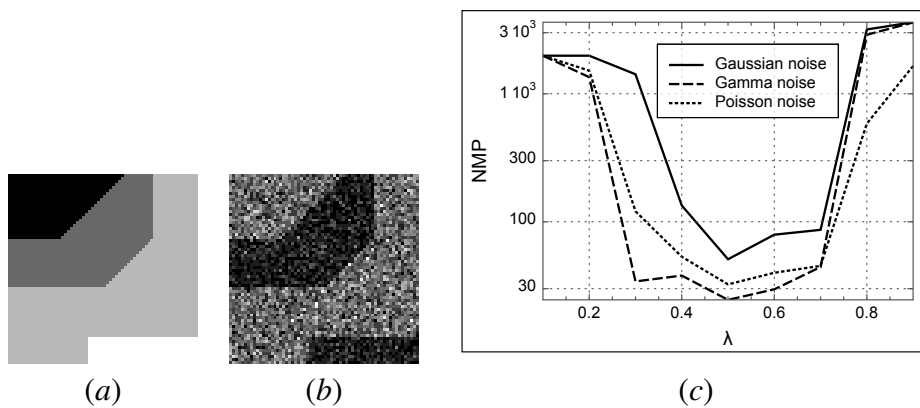 3 10³
1 10³
300
100
30
NMP
Gaussian noise
Gamma noise
Poisson noise
0.2 0.4 0.6 0.8
λ
(a) (b) (c)